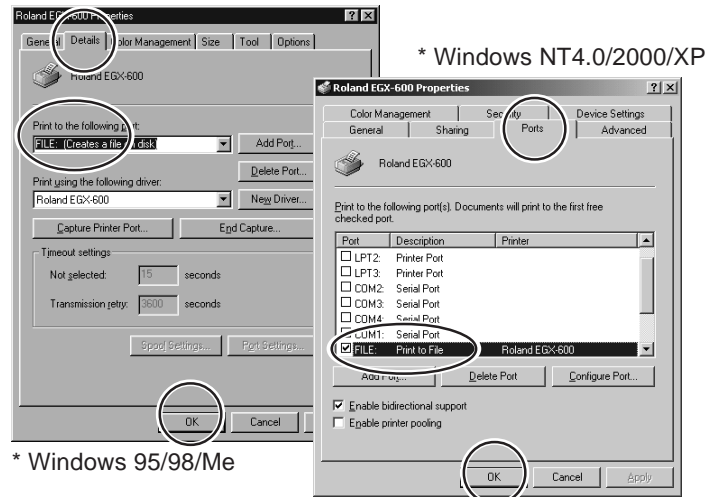 Roland EGX-600 Properties
General Details Color Management Size Tool Options
Roland EGX-600
Print to the following port:
FILE: (Creates a file on disk)
Add Port...
Delete Port...
Print using the following driver:
Roland EGX-600
New Driver...
Capture Printer Port...
End Capture...
Timeout settings
Not selected: 15 seconds
Transmission retry: 3600 seconds
Spool Settings...
Port Settings...
OK
Cancel
* Windows 95/98/Me
* Windows NT4.0/2000/XP
Roland EGX-600 Properties
Color Management Security Device Settings
General Sharing Ports Advanced
Roland EGX-600
Print to the following port(s). Documents will print to the first free
checked port.
Port Description Printer
LPT2: Printer Port
LPT3: Printer Port
COM2: Serial Port
COM3: Serial Port
COM4: Serial Port
COM1: Serial Port
FILE: Print to File Roland EGX-600
Add Port...
Delete Port
Configure Port...
Enable bidirectional support
Enable printer pooling
OK
Cancel
Apply